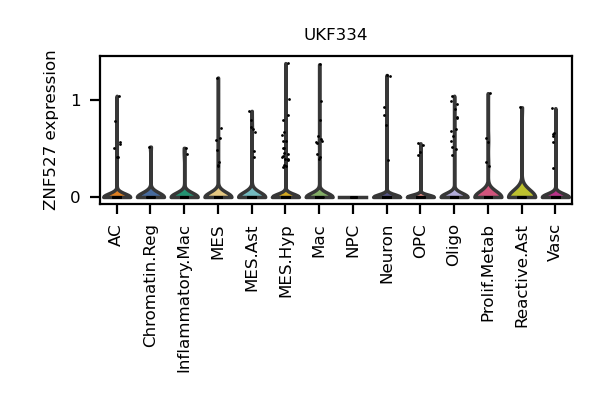 UKF334
ZNF527 expression
1
0
AC
Chromatin.Reg
Inflammatory.Mac
MES
MES.Ast
MES.Hyp
Mac
NPC
Neuron
OPC
Oligo
Prolif.Metab
Reactive.Ast
Vasc